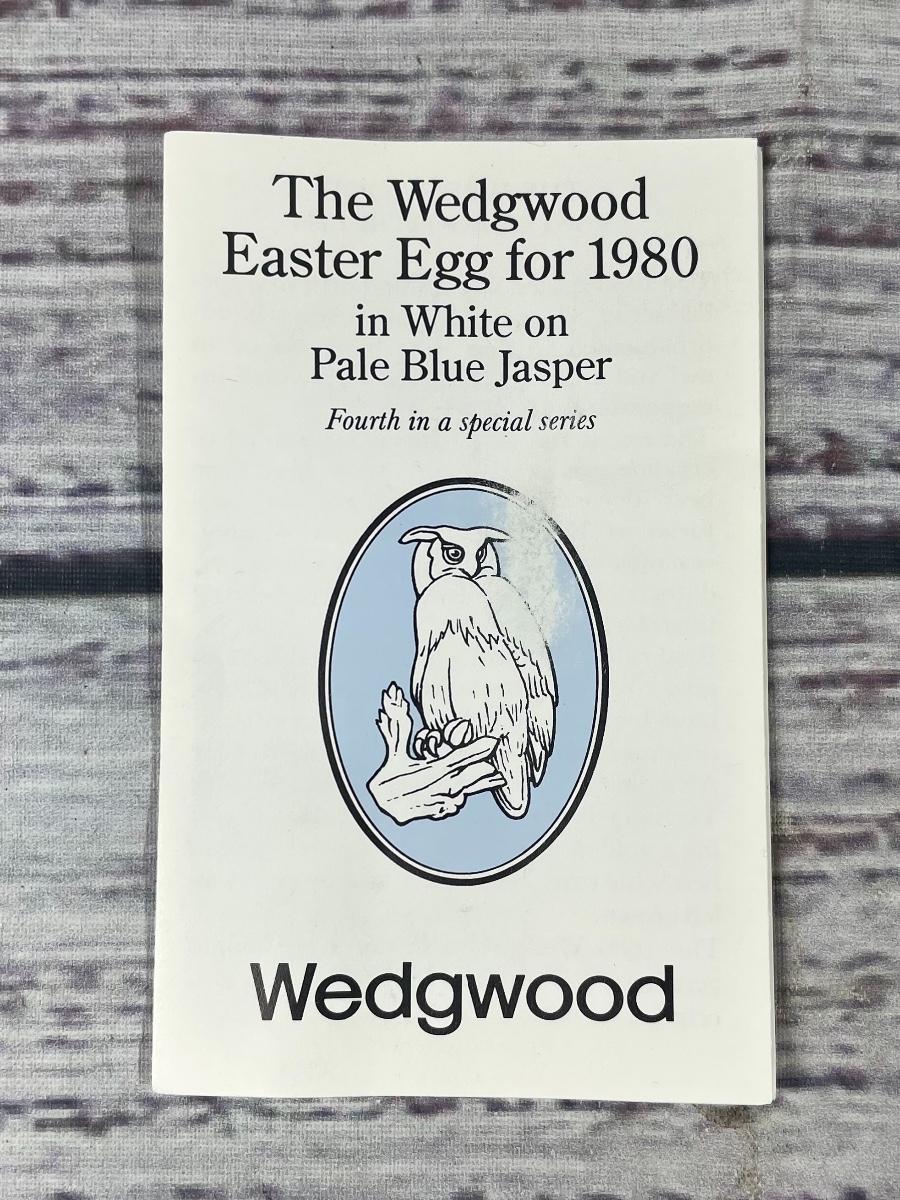 The Wedgwood
Easter Egg for 1980
in White on
Pale Blue Jasper
Fourth in a special series
Wedgwood